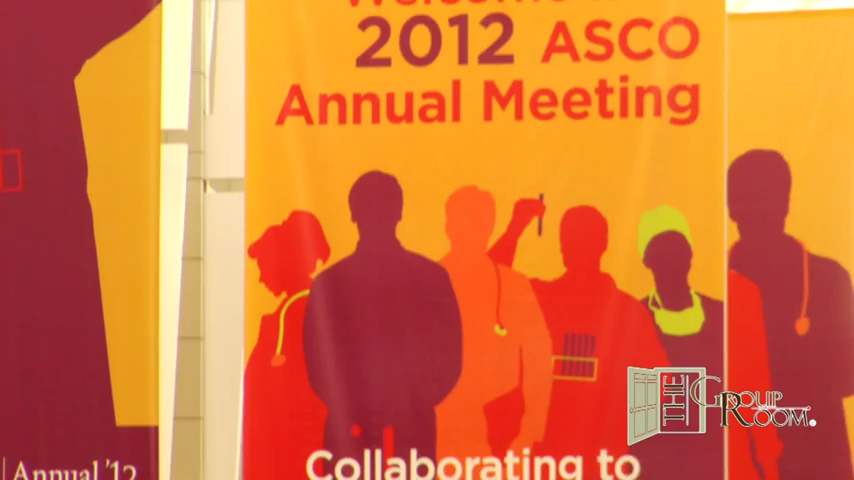 2012 ASCO
Annual Meeting
Collaborating to
Annual '12
THE GROUP ROOM.